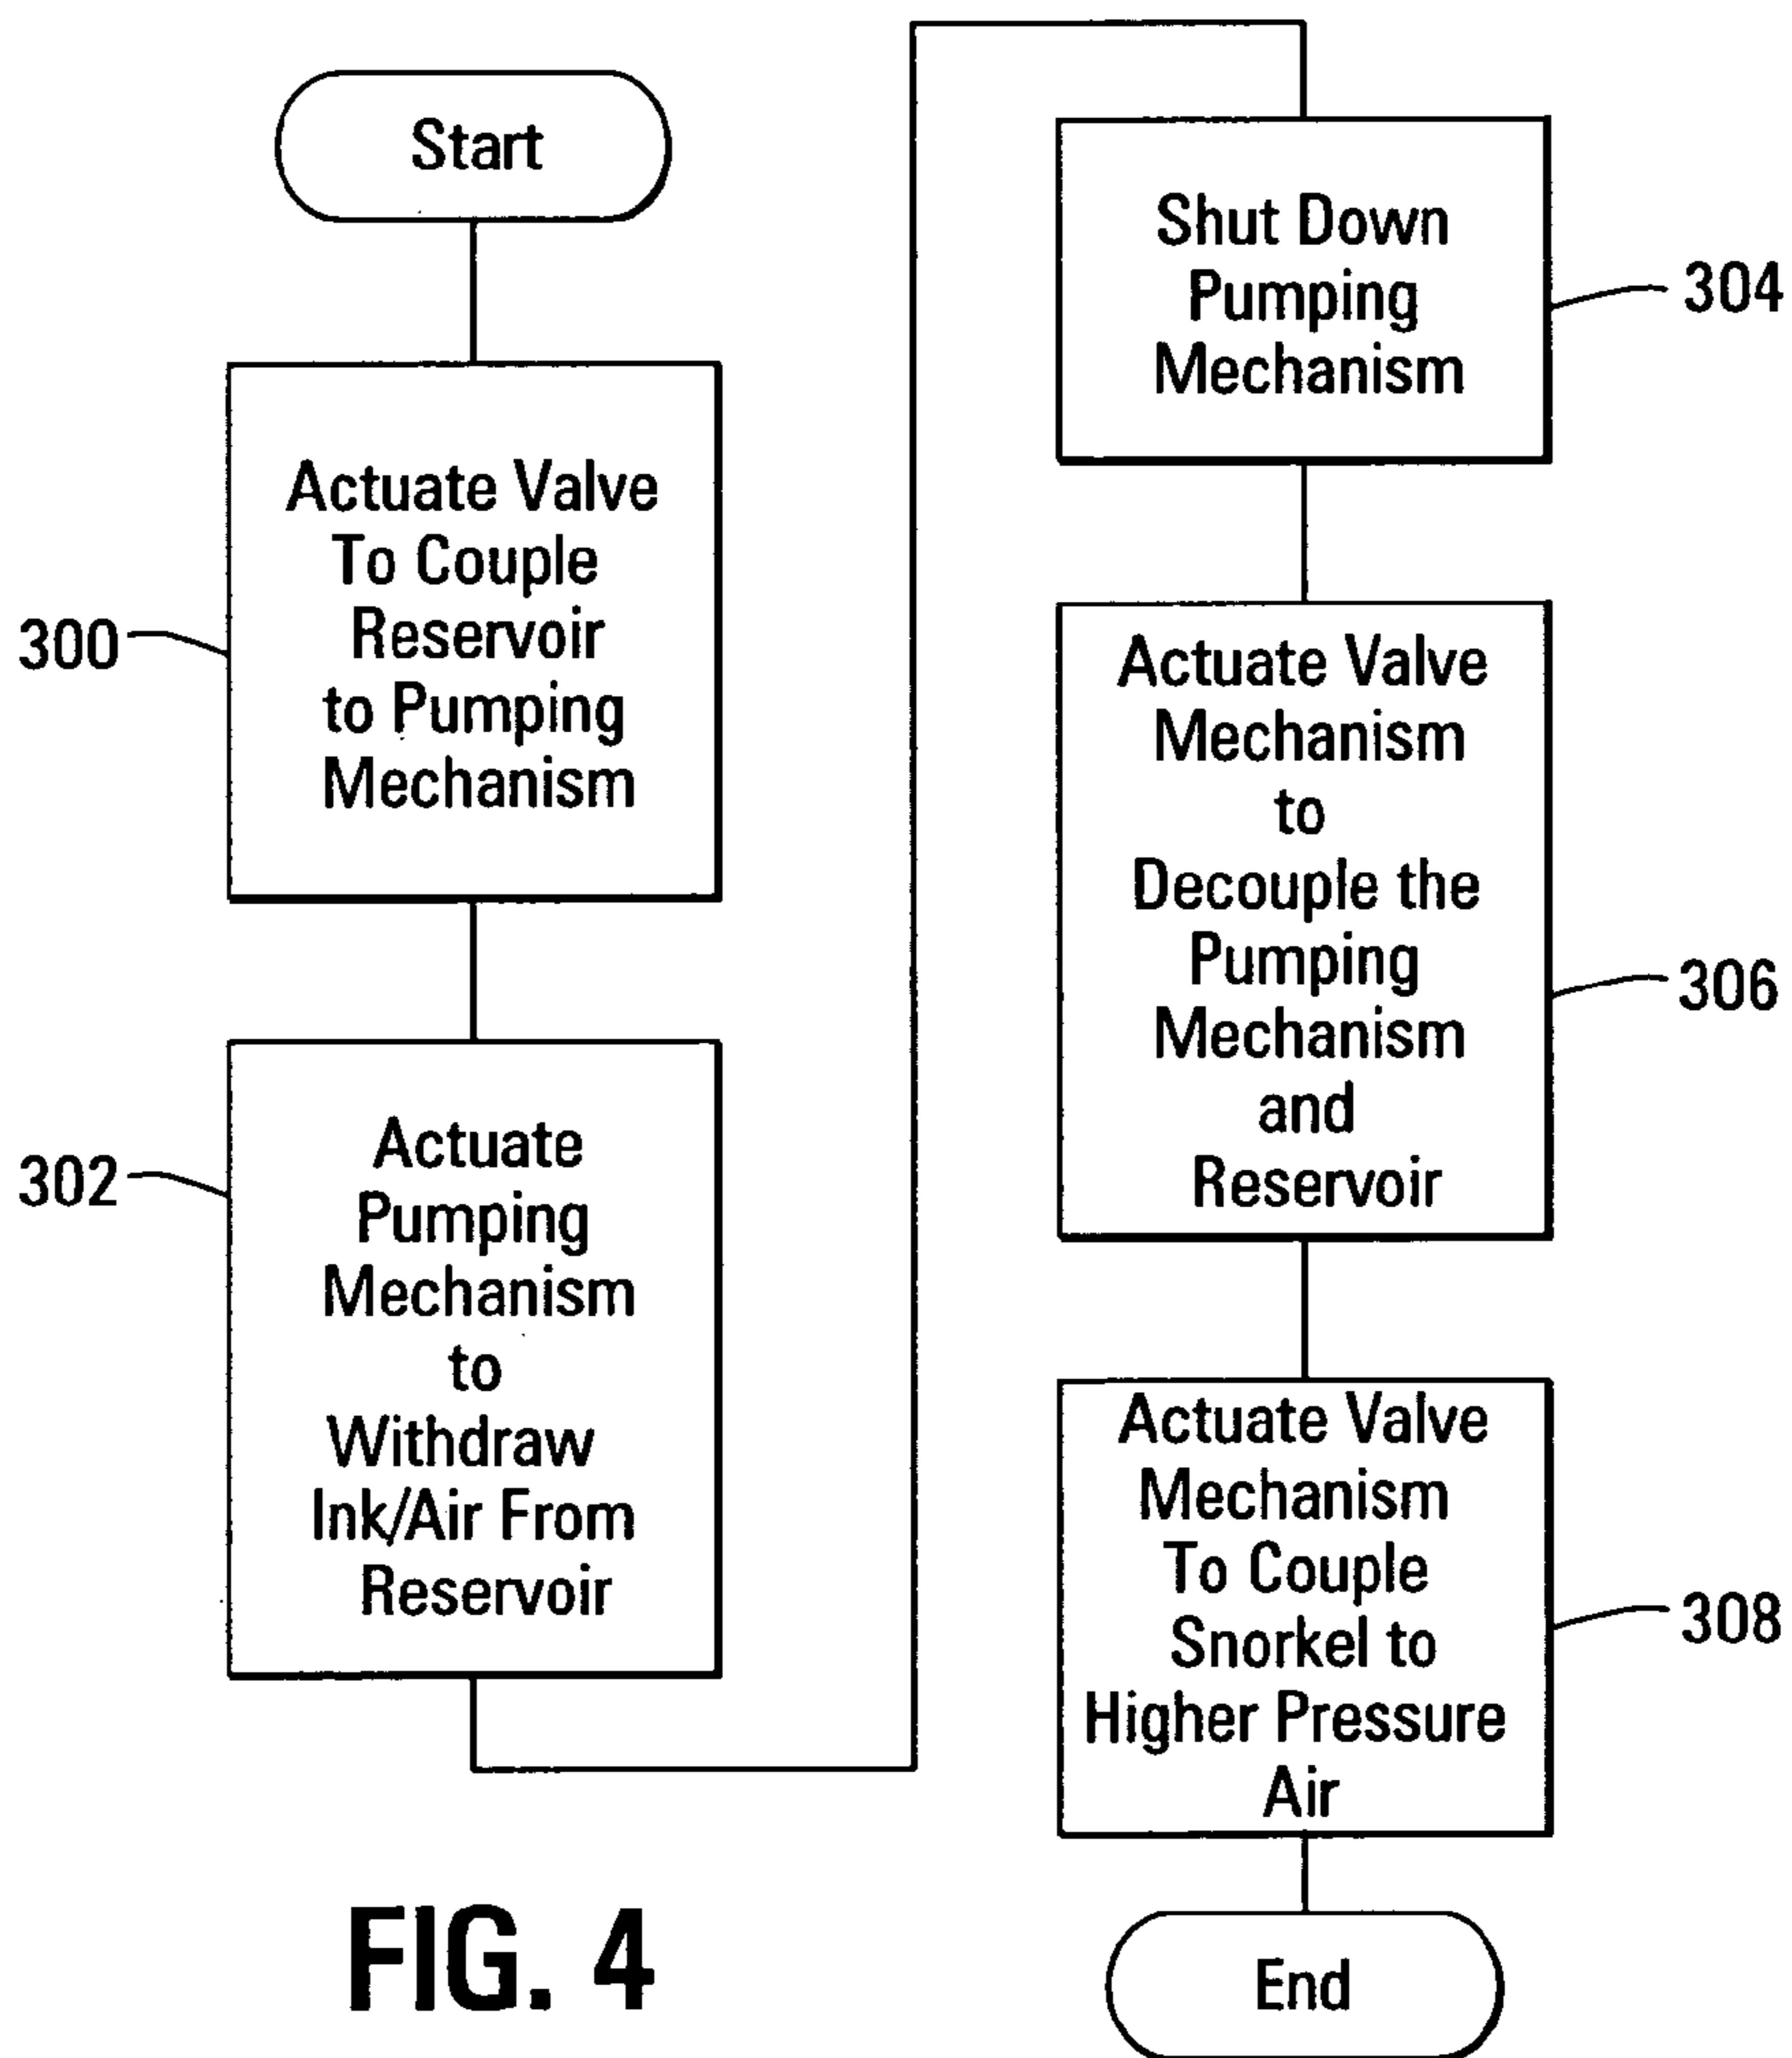 Start
300
Actuate Valve
To Couple
Reservoir
to Pumping
Mechanism
302
Actuate
Pumping
Mechanism
to
Withdraw
Ink/Air From
Reservoir
Shut Down
Pumping
Mechanism
304
Actuate Valve
Mechanism
to
Decouple the
Pumping
Mechanism
and
Reservoir
306
Actuate Valve
Mechanism
To Couple
Snorkel to
Higher Pressure
Air
308
End
FIG. 4